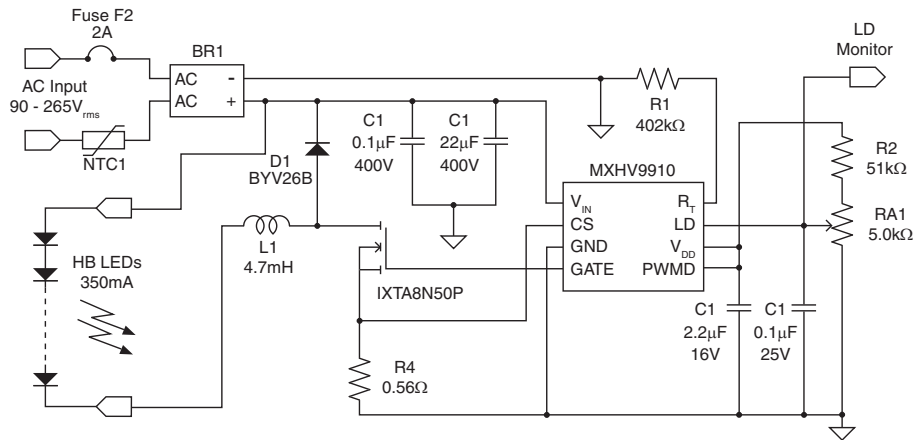 Fuse F2
2A
BR1
AC -
AC +
AC Input
90 - 265Vrms
NTC1
D1
BYV26B
C1
0.1μF
400V
C1
22μF
400V
R1
402kΩ
LD
Monitor
R2
51kΩ
RA1
5.0kΩ
MXHV9910
VIN
CS
GND
GATE
RT
LD
VDD
PWMD
L1
4.7mH
HB LEDs
350mA
IXTA8N50P
R4
0.56Ω
C1
2.2μF
16V
C1
0.1μF
25V